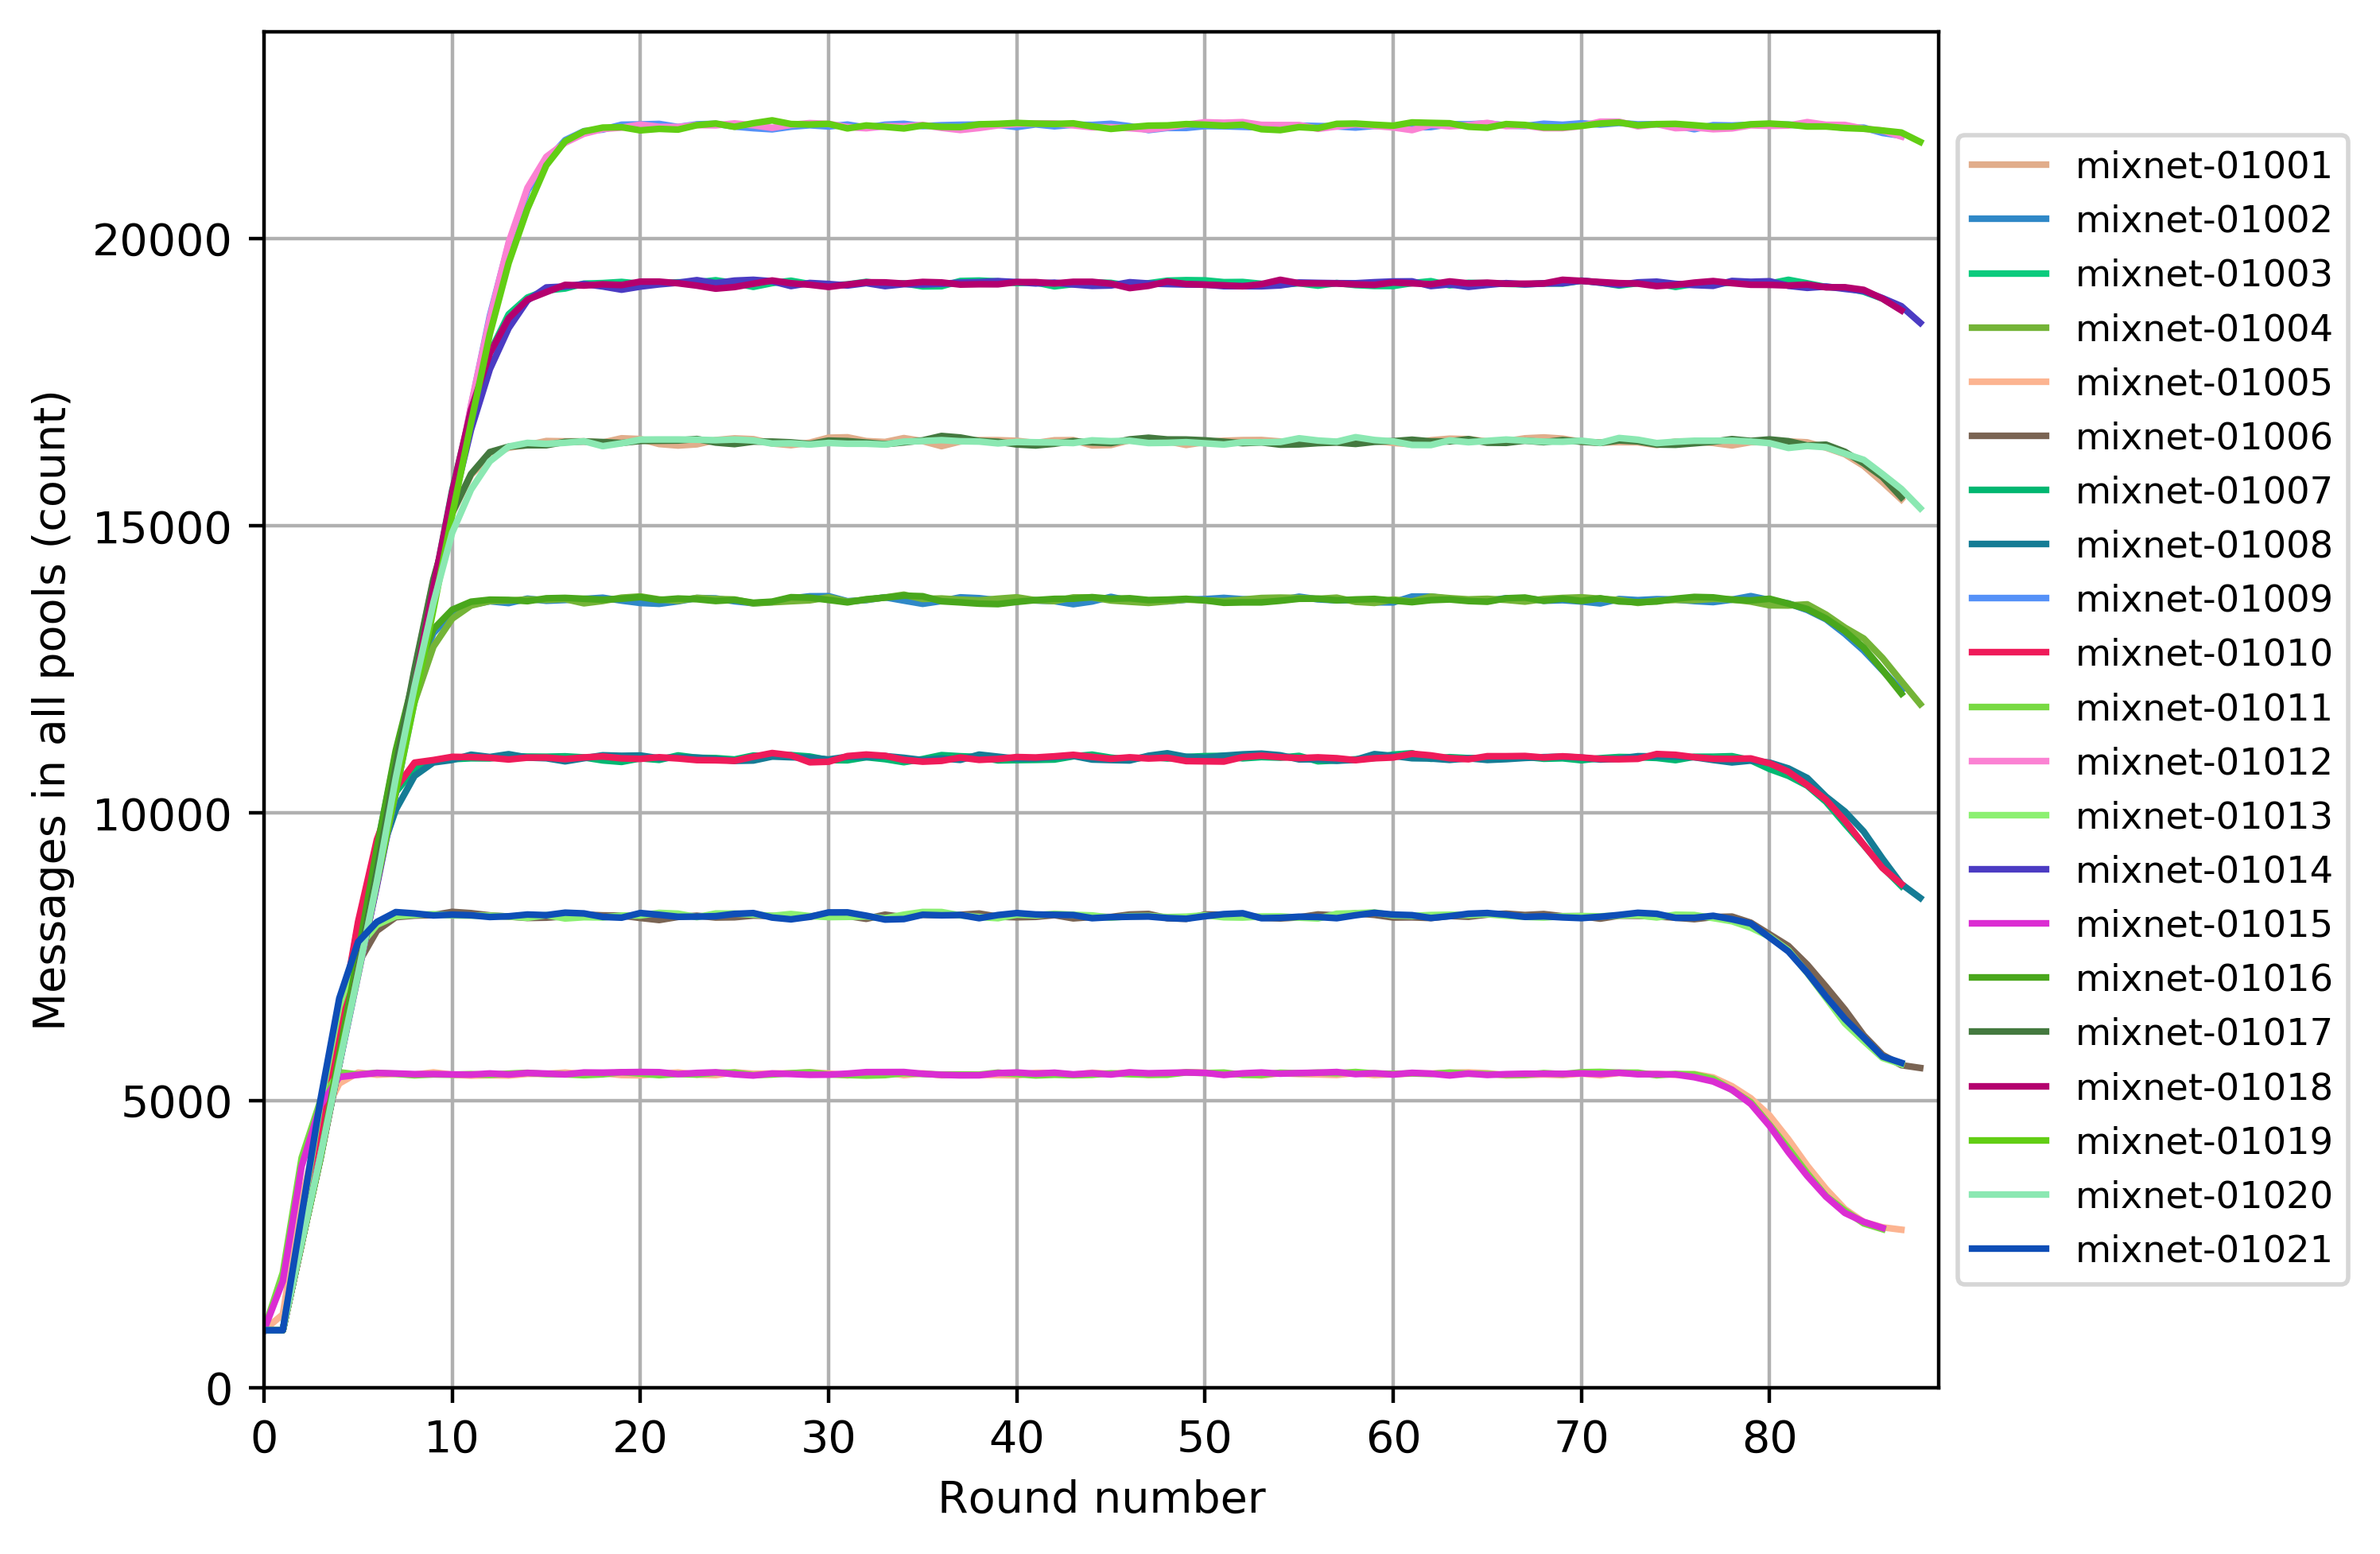 Messages in all pools (count)
20000
15000
10000
5000
0
0 10 20 30 40 50 60 70 80
Round number
mixnet-01001
mixnet-01002
mixnet-01003
mixnet-01004
mixnet-01005
mixnet-01006
mixnet-01007
mixnet-01008
mixnet-01009
mixnet-01010
mixnet-01011
mixnet-01012
mixnet-01013
mixnet-01014
mixnet-01015
mixnet-01016
mixnet-01017
mixnet-01018
mixnet-01019
mixnet-01020
mixnet-01021